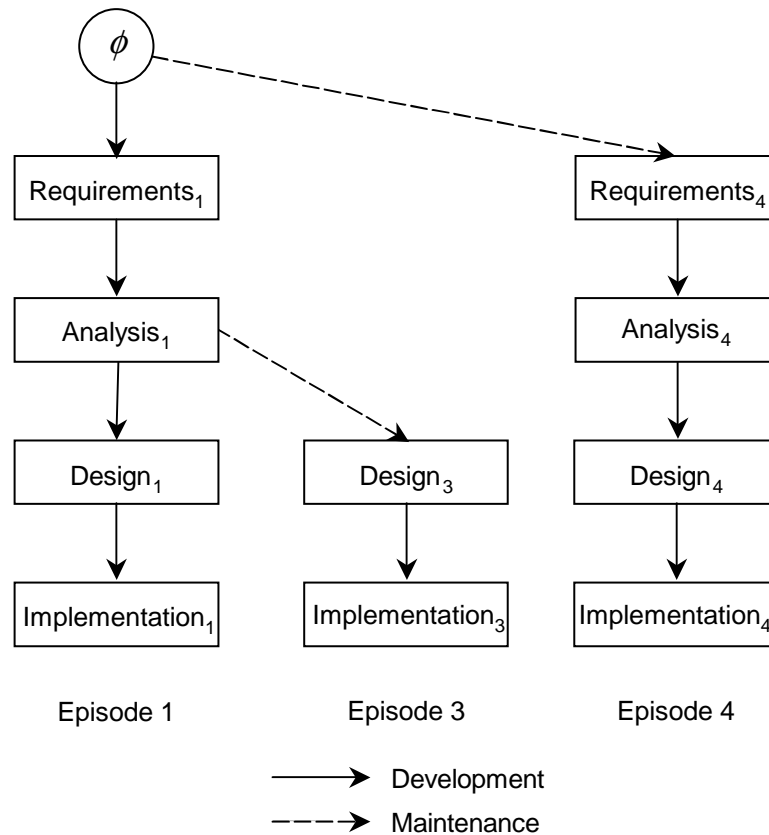 ϕ
Requirements₁ Requirements₄
Analysis₁ Analysis₄
Design₁ Design₃ Design₄
Implementation₁ Implementation₃ Implementation₄
Episode 1 Episode 3 Episode 4
Development
Maintenance